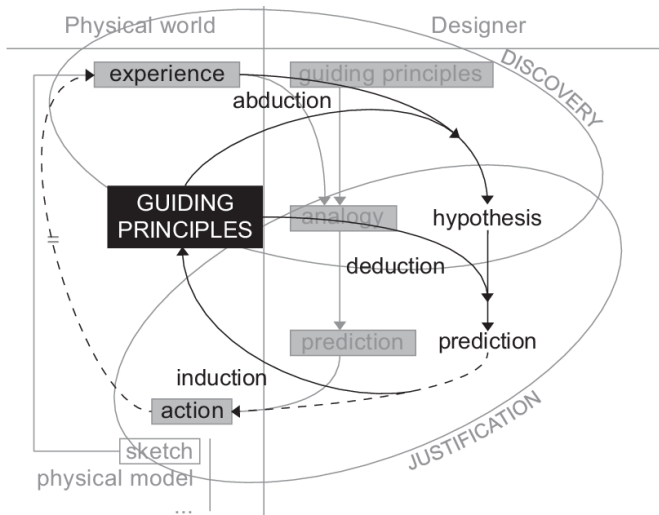 Physical world
Designer
experience
guiding principles
DISCOVERY
abduction
GUIDING
PRINCIPLES
analogy
hypothesis
deduction
prediction
prediction
induction
action
JUSTIFICATION
sketch
physical model
...